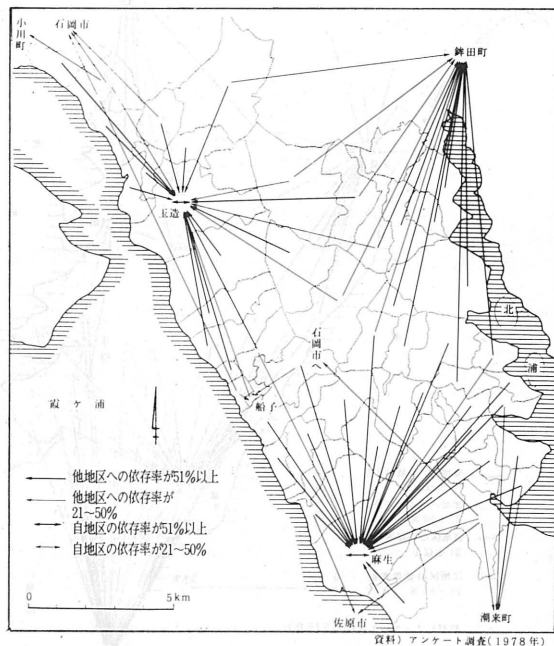 小川町
石岡市
鉾田町
玉造
北
浦
石岡市へ
霞ヶ浦
船子
他地区への依存率が51%以上
他地区への依存率が
21~50%
自地区の依存率が51%以上
自地区の依存率が21~50%
麻生
0 5km
佐原市
潮来町
資料) アンケート調査(1978年)